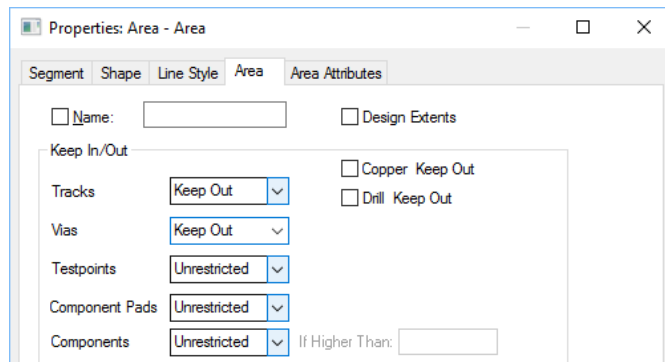 Properties: Area - Area
Segment Shape Line Style Area Area Attributes
Name: Design Extents
Keep In/Out
Copper Keep Out
Tracks Keep Out Drill Keep Out
Vias Keep Out
Testpoints Unrestricted
Component Pads Unrestricted
Components Unrestricted If Higher Than: